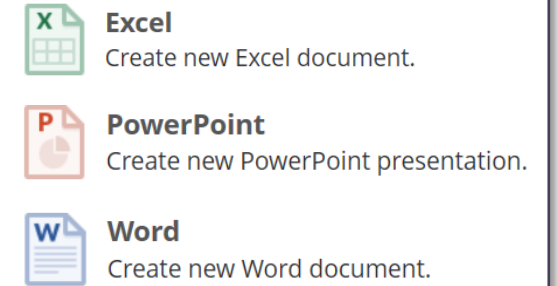 X
Excel
Create new Excel document.
P
PowerPoint
Create new PowerPoint presentation.
W
Word
Create new Word document.